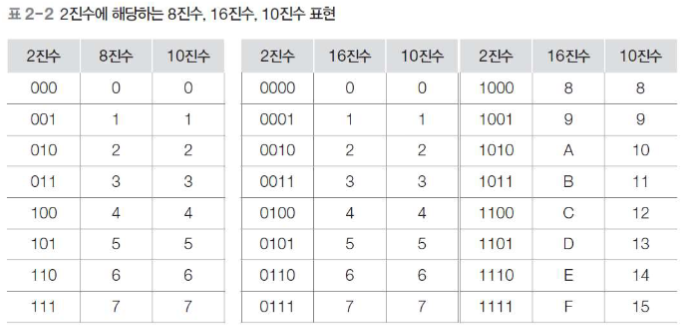 표 2-2 2진수에 해당하는 8진수, 16진수, 10진수 표현
2진수 8진수 10진수 2진수 16진수 10진수 2진수 16진수 10진수
000 0 0 0000 0 0 1000 8 8
001 1 1 0001 1 1 1001 9 9
010 2 2 0010 2 2 1010 A 10
011 3 3 0011 3 3 1011 B 11
100 4 4 0100 4 4 1100 C 12
101 5 5 0101 5 5 1101 D 13
110 6 6 0110 6 6 1110 E 14
111 7 7 0111 7 7 1111 F 15